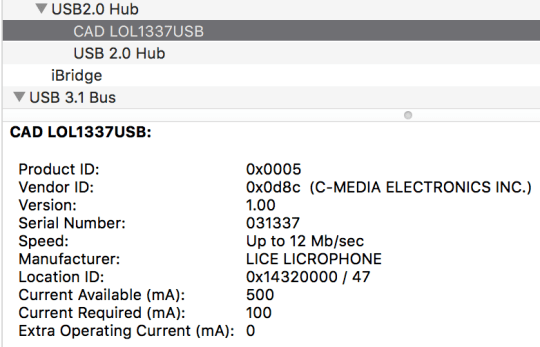 USB2.0 Hub
CAD LOL1337USB
USB 2.0 Hub
iBridge
USB 3.1 Bus
CAD LOL1337USB:
Product ID: 0x0005
Vendor ID: 0x0d8c (C-MEDIA ELECTRONICS INC.)
Version: 1.00
Serial Number: 031337
Speed: Up to 12 Mb/sec
Manufacturer: LICE LICROPHONE
Location ID: 0x14320000 / 47
Current Available (mA): 500
Current Required (mA): 100
Extra Operating Current (mA): 0